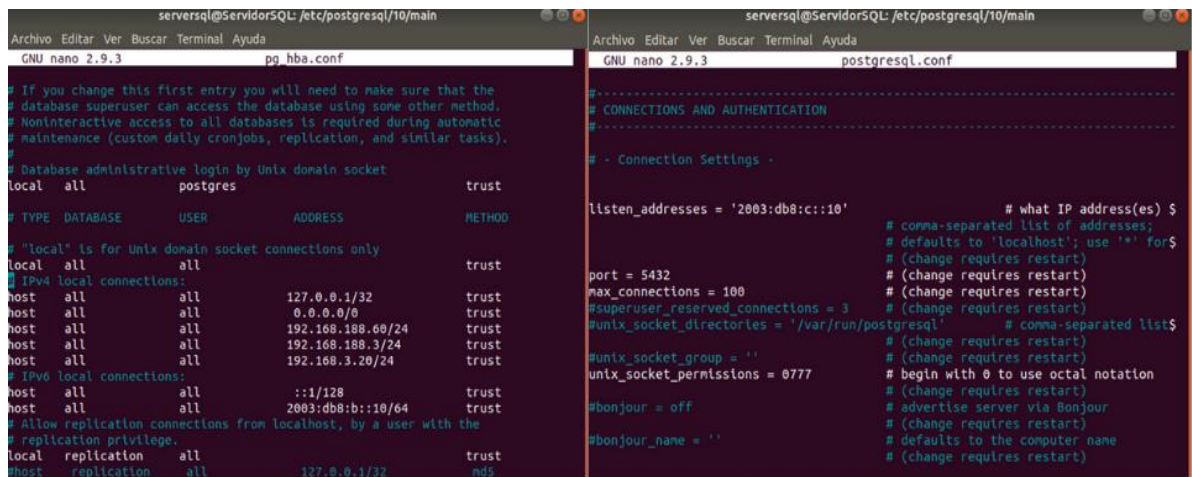 serversql@ServidorSQL: /etc/postgresql/10/main
Archivo Editar Ver Buscar Terminal Ayuda
GNU nano 2.9.3 pg_hba.conf
# If you change this first entry you will need to make sure that the
# database superuser can access the database using some other method.
# Noninteractive access to all databases is required during automatic
# maintenance (custom daily cronjobs, replication, and similar tasks).
#
# Database administrative login by Unix domain socket
local all postgres trust
# TYPE DATABASE USER ADDRESS METHOD
# "local" is for Unix domain socket connections only
local all all trust
# IPv4 local connections:
host all all 127.0.0.1/32 trust
host all all 0.0.0.0/0 trust
host all all 192.168.188.60/24 trust
host all all 192.168.188.3/24 trust
host all all 192.168.3.20/24 trust
# IPv6 local connections:
host all all ::1/128 trust
host all all 2003:db8:b::10/64 trust
# Allow replication connections from localhost, by a user with the
# replication privilege.
local replication all trust
#host replication all 127.0.0.1/32 md5
serversql@ServidorSQL: /etc/postgresql/10/main
Archivo Editar Ver Buscar Terminal Ayuda
GNU nano 2.9.3 postgresql.conf
#------------------------------------------------------------------------------
# CONNECTIONS AND AUTHENTICATION
#------------------------------------------------------------------------------
# - Connection Settings -
listen_addresses = '2003:db8:c::10' # what IP address(es) $
# comma-separated list of addresses;
# defaults to 'localhost'; use '*' for$
# (change requires restart)
port = 5432 # (change requires restart)
max_connections = 100 # (change requires restart)
#superuser_reserved_connections = 3 # (change requires restart)
#unix_socket_directories = '/var/run/postgresql' # comma-separated list$
# (change requires restart)
#unix_socket_group = '' # (change requires restart)
unix_socket_permissions = 0777 # begin with 0 to use octal notation
# (change requires restart)
#bonjour = off # advertise server via Bonjour
# (change requires restart)
#bonjour_name = '' # defaults to the computer name
# (change requires restart)